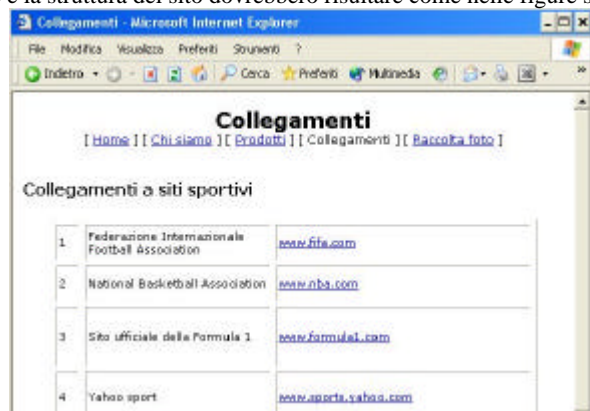 e la struttura del sito dovrebbero risultare come nelle figure s
Collegamenti - Microsoft Internet Explorer
File Modifica Visualizza Preferiti Strumenti ?
Indietro Cerca Preferiti Multimedia »
Collegamenti
[ Home ] [ Chi siamo ] [ Prodotti ] [ Collegamenti ] [ Raccolta foto ]
Collegamenti a siti sportivi
1 Federazione Internazionale Football Association www.fifa.com
2 National Basketball Association www.nba.com
3 Sito ufficiale della Formula 1 www.formula1.com
4 Yahoo sport www.sports.yahoo.com